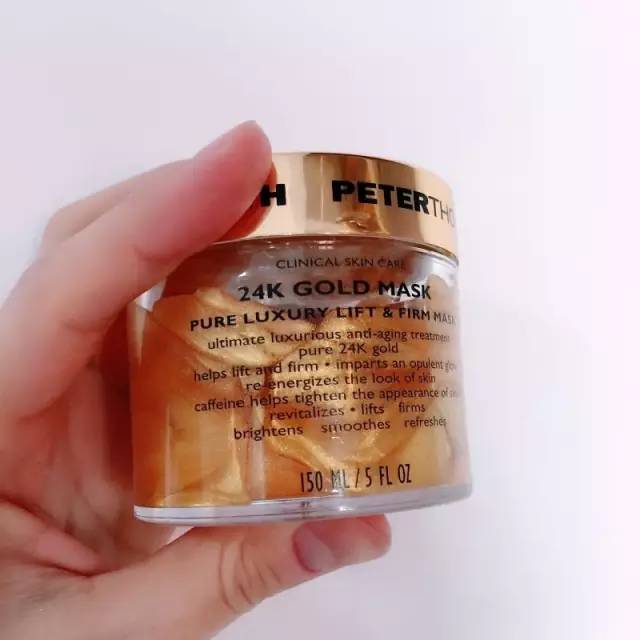 H PETERTHO
CLINICAL SKIN CARE
24K GOLD MASK
PURE LUXURY LIFT & FIRM MASK
ultimate luxurious anti-aging treatment
pure 24K gold
helps lift and firm • imparts an opulent glow
re-energizes the look of skin
caffeine helps tighten the appearance of
revitalizes • lifts firms
brightens smoothes refreshes
150 ML / 5 FL OZ